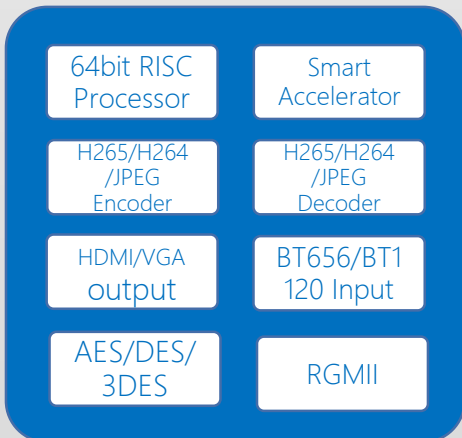 64bit RISC
Processor
Smart
Accelerator
H265/H264
/JPEG
Encoder
H265/H264
/JPEG
Decoder
HDMI/VGA
output
BT656/BT1
120 Input
AES/DES/
3DES
RGMII